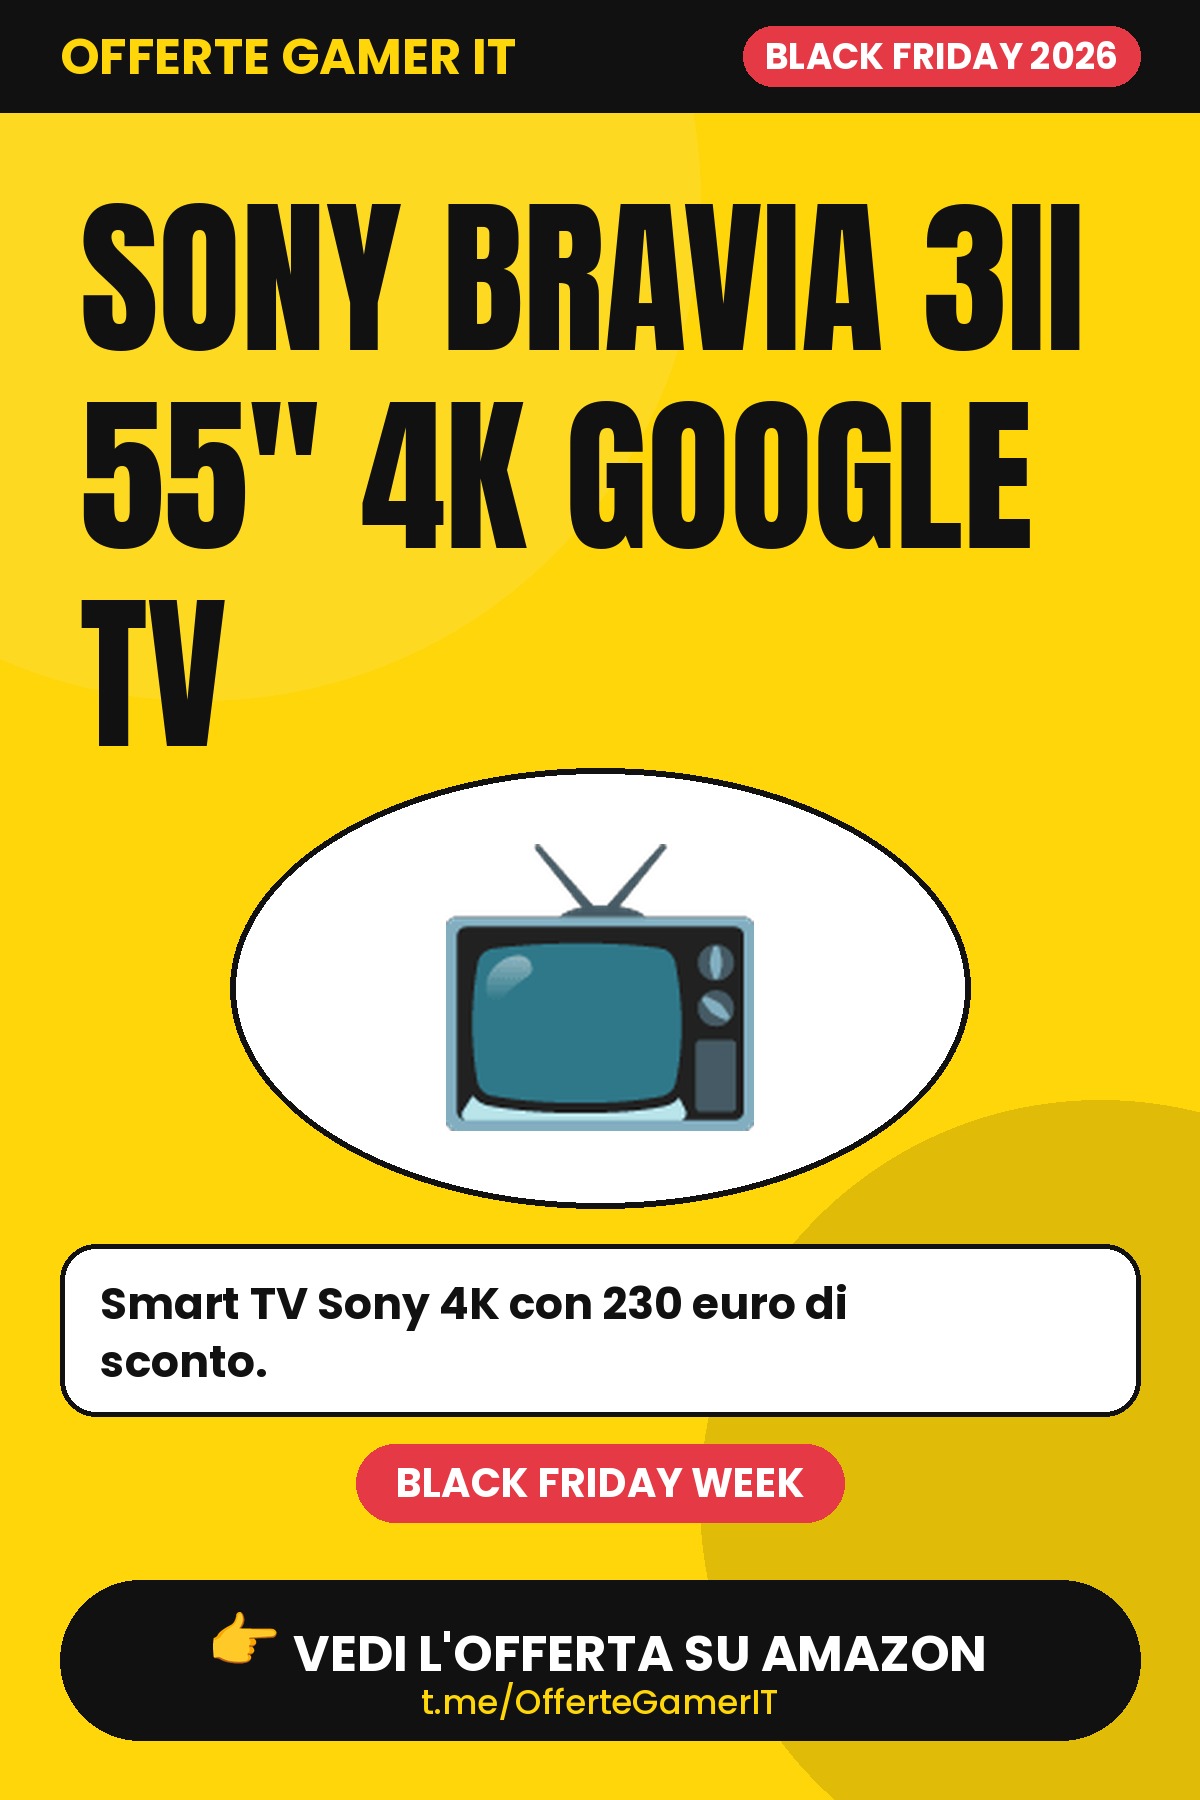 OFFERTE GAMER IT
BLACK FRIDAY 2026
SONY BRAVIA 3II
55" 4K GOOGLE
TV
Smart TV Sony 4K con 230 euro di
sconto.
BLACK FRIDAY WEEK
VEDI L'OFFERTA SU AMAZON
t.me/OfferteGamerIT